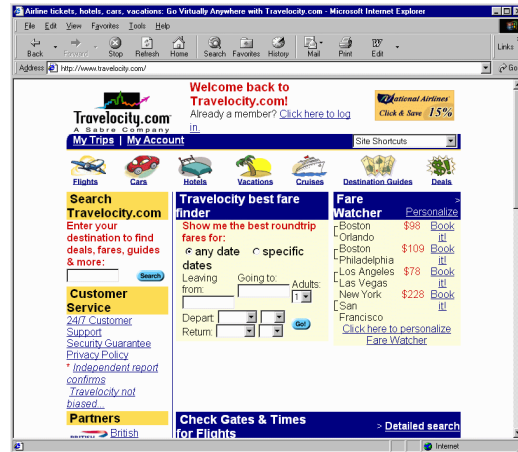 Airline tickets, hotels, cars, vacations: Go Virtually Anywhere with Travelocity.com - Microsoft Internet Explorer
File Edit View Favorites Tools Help
Back Forward Stop Refresh Home Search Favorites History Mail Print Edit Links
Address http://www.travelocity.com/ Go
Welcome back to
Travelocity.com!
Already a member? Click here to log
in.
Travelocity.com
A Sabre Company
National Airlines
Click & Save 15%
My Trips | My Account Site Shortcuts
Flights Cars Hotels Vacations Cruises Destination Guides Deals
Search
Travelocity.com
Enter your
destination to find
deals, fares, guides
& more:
Search
Customer
Service
24/7 Customer
Support
Security Guarantee
Privacy Policy
* Independent report
confirms
Travelocity not
biased...
Partners
BRITISH British
Travelocity best fare
finder
Show me the best roundtrip
fares for:
any date specific
dates
Leaving
from: Going to: Adults:
1
Depart:
Return: Go!
Fare
Watcher >
Personalize
Boston $98 Book
Orlando it!
Boston $109 Book
Philadelphia it!
Los Angeles $78 Book
Las Vegas it!
New York $228 Book
San it!
Francisco
Click here to personalize
Fare Watcher
Check Gates & Times
for Flights > Detailed search
Internet